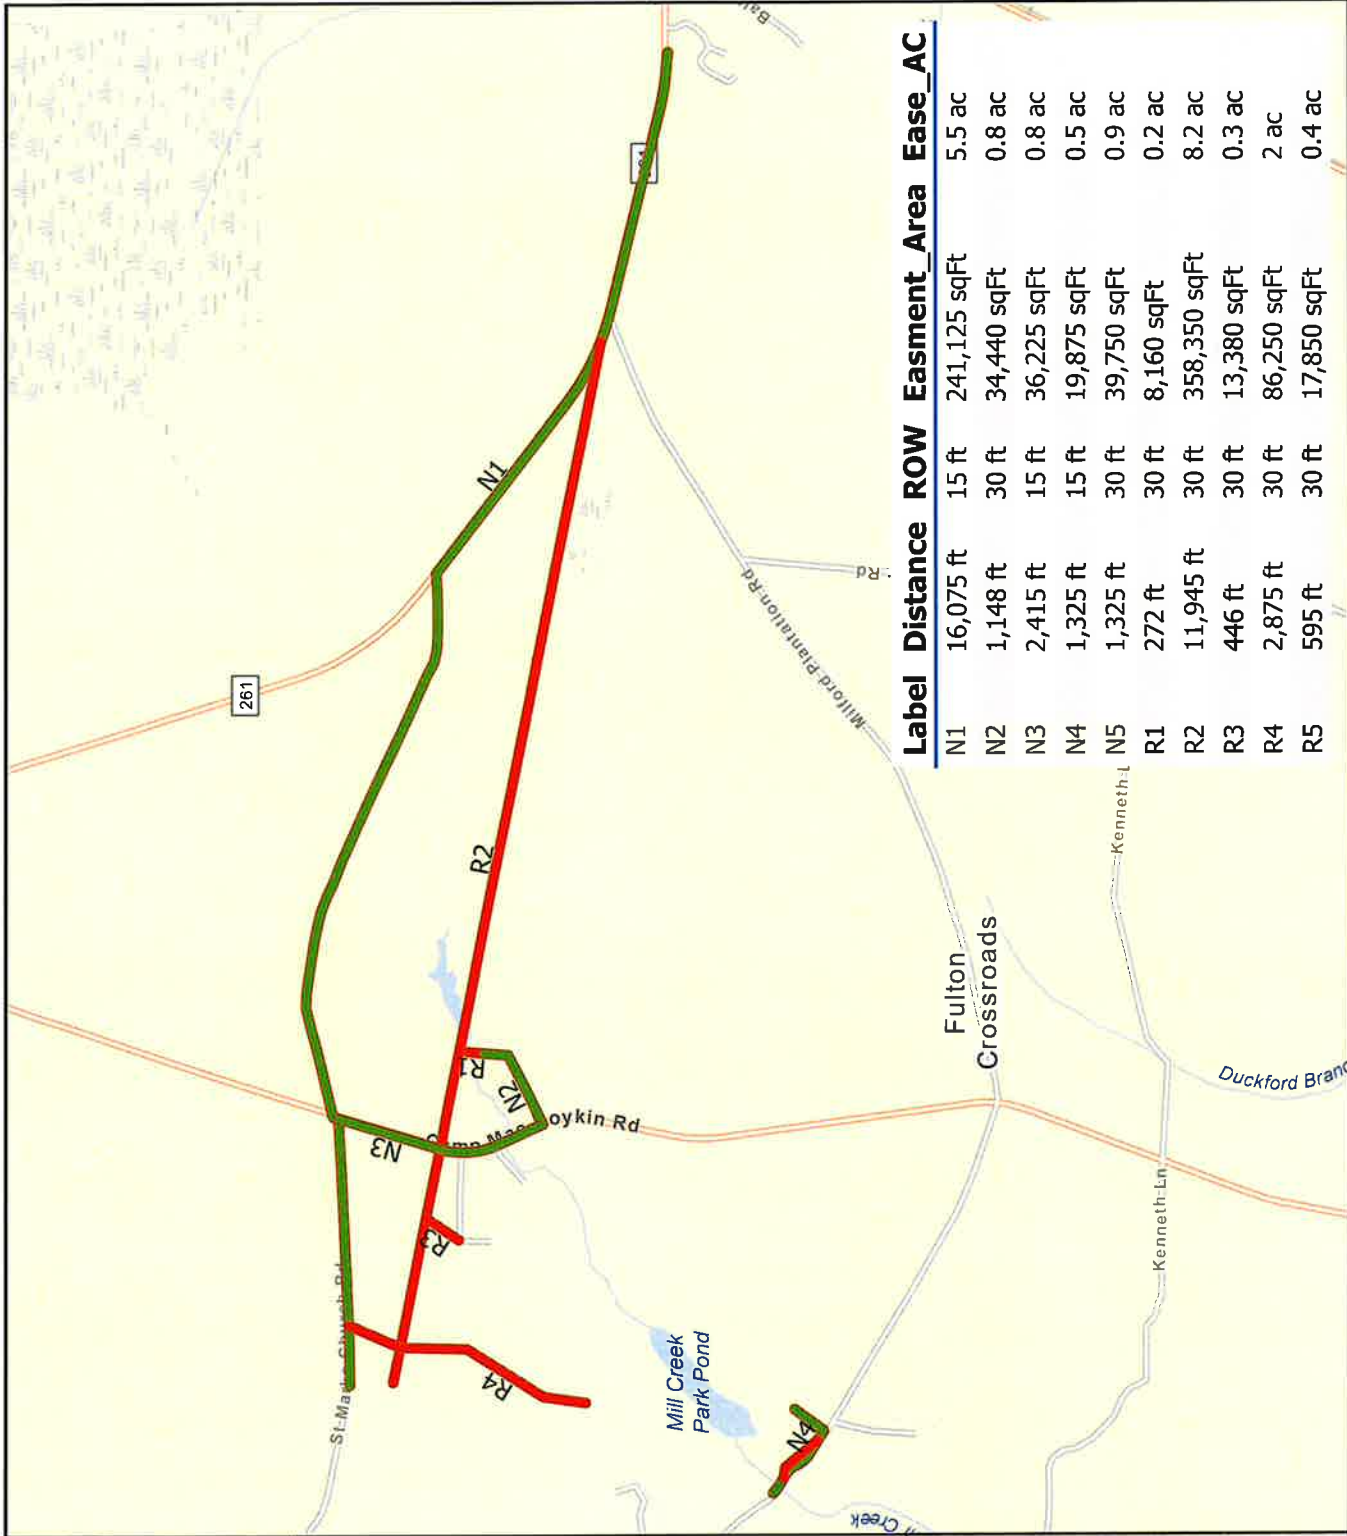 Label Distance ROW Easment_Area Ease_AC
N1 16,075 ft 15 ft 241,125 sqFt 5.5 ac
N2 1,148 ft 30 ft 34,440 sqFt 0.8 ac
N3 2,415 ft 15 ft 36,225 sqFt 0.8 ac
N4 1,325 ft 15 ft 19,875 sqFt 0.5 ac
N5 1,325 ft 30 ft 39,750 sqFt 0.9 ac
R1 272 ft 30 ft 8,160 sqFt 0.2 ac
R2 11,945 ft 30 ft 358,350 sqFt 8.2 ac
R3 446 ft 30 ft 13,380 sqFt 0.3 ac
R4 2,875 ft 30 ft 86,250 sqFt 2 ac
R5 595 ft 30 ft 17,850 sqFt 0.4 ac
261
N1
R2
R1
N2
N3
R3
R4
N4
oykin Rd
St Marks Church Rd
Milford Plantation Rd
Rd
Fulton
Crossroads
Kenneth L
Kenneth Ln
Duckford Branc
Mill Creek
Park Pond
Creek